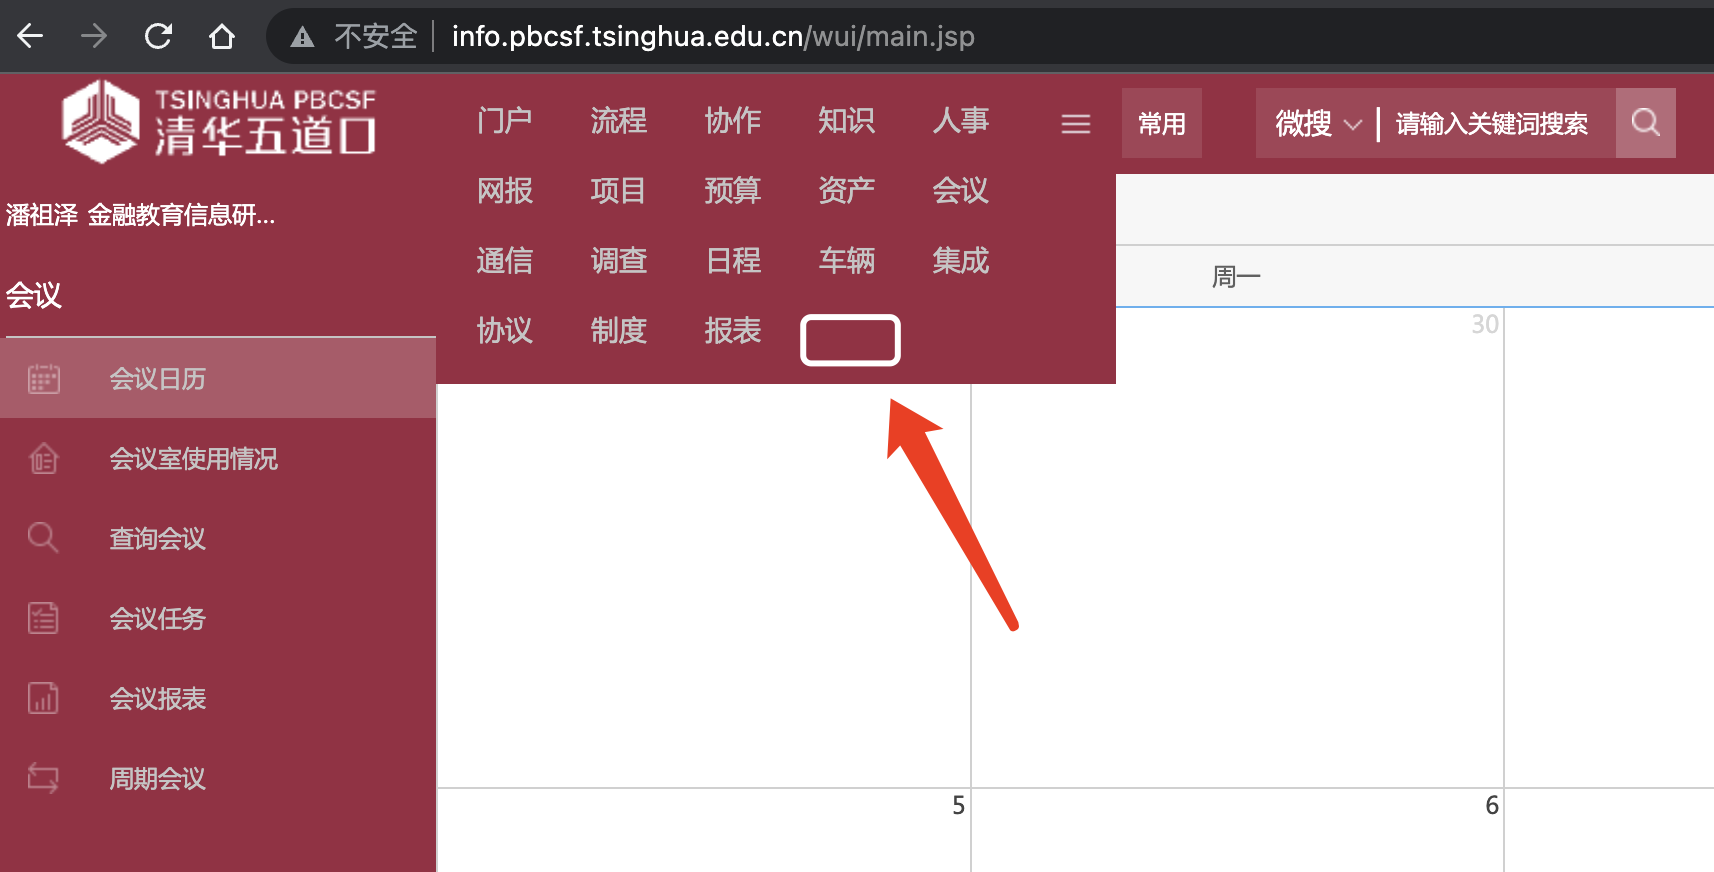 不安全 info.pbcsf.tsinghua.edu.cn/wui/main.jsp
TSINGHUA PBCSF
清华五道口
门户 流程 协作 知识 人事 常用 微搜 请输入关键词搜索
网报 项目 预算 资产 会议
潘祖泽 金融教育信息研...
通信 调查 日程 车辆 集成
周一
会议
协议 制度 报表
30
会议日历
会议室使用情况
查询会议
会议任务
会议报表
周期会议
5 6